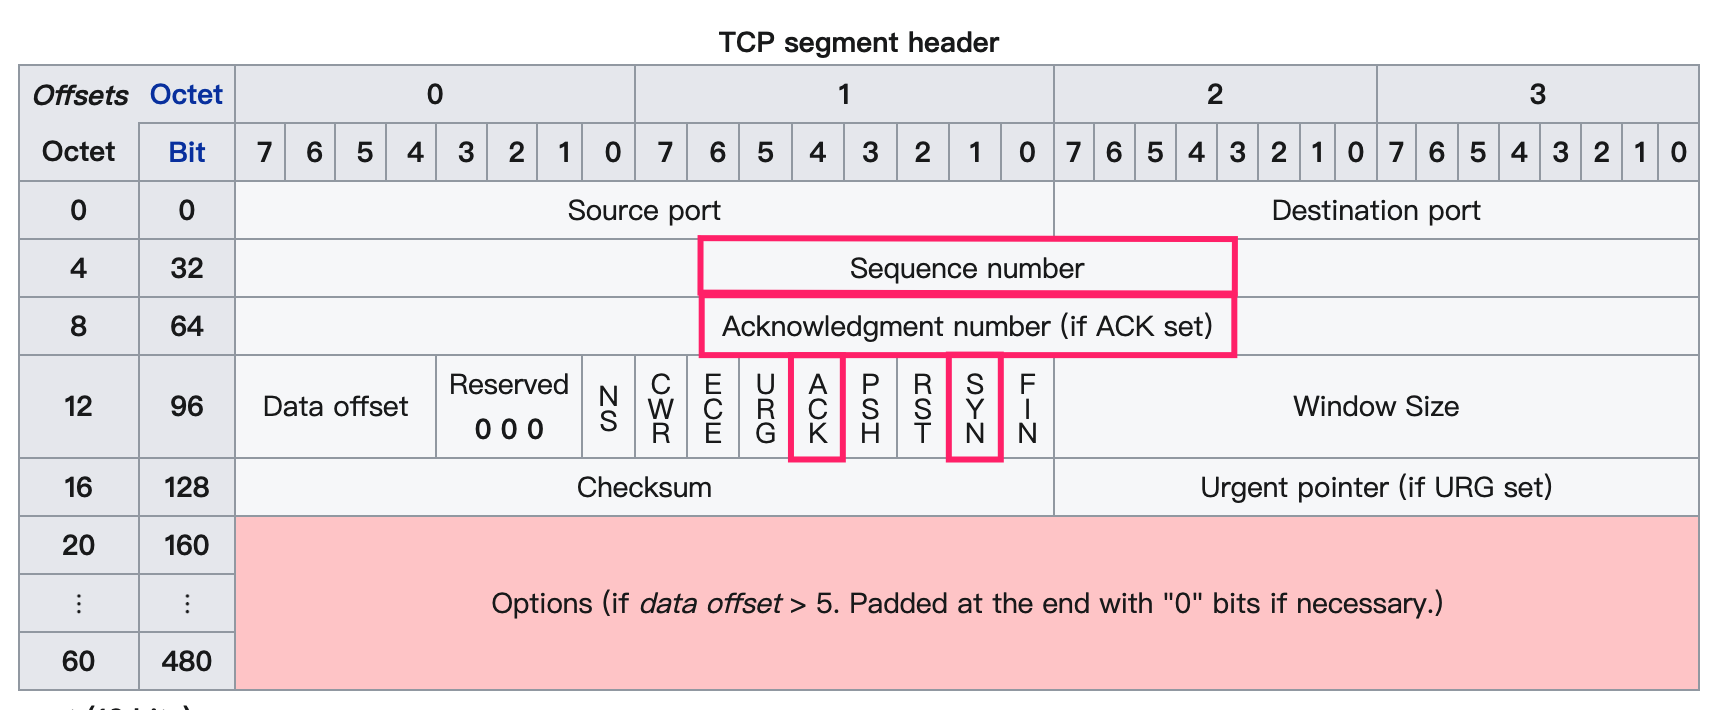 TCP segment header
Offsets Octet 0 1 2 3
Octet Bit 7 6 5 4 3 2 1 0 7 6 5 4 3 2 1 0 7 6 5 4 3 2 1 0 7 6 5 4 3 2 1 0
0 0 Source port Destination port
4 32 Sequence number
8 64 Acknowledgment number (if ACK set)
12 96 Data offset Reserved 0 0 0 NS CWR ECE URG ACK PSH RST SYN FIN Window Size
16 128 Checksum Urgent pointer (if URG set)
20 160
⋮ ⋮ Options (if data offset > 5. Padded at the end with "0" bits if necessary.)
60 480